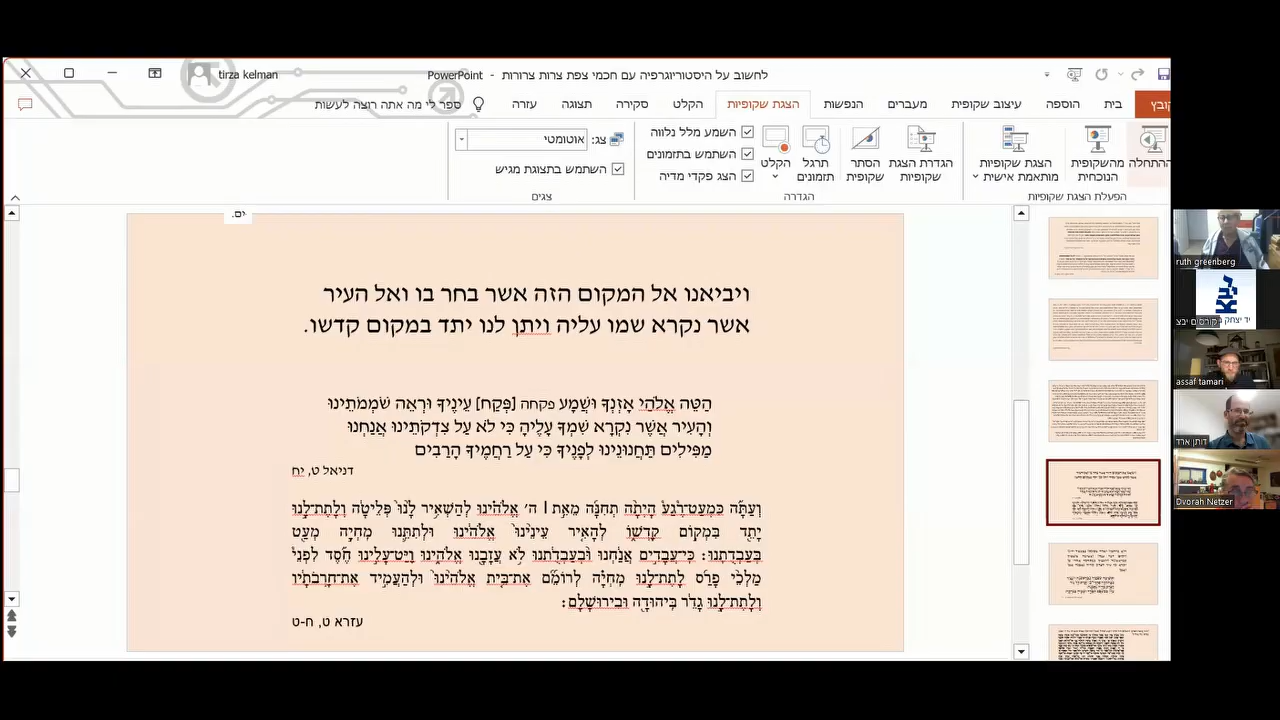 tirza kelman
לחשוב על היסטוריוגרפיה עם חכמי צפת צרות צרורות - PowerPoint
קובץ
בית
הוספה
עיצוב שקופית
מעברים
הנפשות
הצגת שקופיות
הקלט
סקירה
תצוגה
עזרה
ספר לי מה אתה רוצה לעשות
ההתחלה
מהשקופית הנוכחית
הצגת שקופיות מותאמת אישית
הפעלת הצגת שקופיות
הגדרת הצגת שקופיות
הסתר שקופית
תרגל תזמונים
הקלט
השמע מלל נלווה
השתמש בתזמונים
הצג פקדי מדיה
הגדרה
צג: אוטומטי
השתמש בתצוגת מגיש
צגים
ים.
ויביאנו אל המקום הזה אשר בחר בו ואל העיר
אשר נקרא שמו עליה ויותן לנו יתד במקום קדשו.
הַטֵּה אֱלֹהַי אָזְנְךָ וּשֲׁמָע פקחה [פְּקַח] עֵינֶיךָ וּרְאֵה שֹׁמְמֹתֵינוּ
וְהָעִיר אֲשֶׁר נִקְרָא שִׁמְךָ עָלֶיהָ כִּי לֹא עַל צִדְקֹתֵינוּ אֲנַחְנוּ
מַפִּילִים תַּחֲנוּנֵינוּ לְפָנֶיךָ כִּי עַל רַחֲמֶיךָ הָרַבִּים
דניאל ט, יח
וְעַתָּ֡ה כִּמְעַט־רֶגַע֩ הָיְתָ֨ה תְחִנָּ֜ה מֵאֵ֣ת ׀ ה' אֱלֹהֵ֗ינוּ לְהַשְׁאִ֥יר לָ֙נוּ֙ פְּלֵיטָ֔ה וְלָתֶת־לָ֥נוּ
יָתֵ֖ד בִּמְק֣וֹם קָדְשׁ֑וֹ לְהָאִ֤יר עֵינֵ֙ינוּ֙ אֱלֹהֵ֔ינוּ וּלְתִתֵּ֛נוּ מִֽחְיָ֥ה מְעַ֖ט
בְּעַבְדֻתֵֽנוּ: כִּֽי־עֲבָדִ֣ים אֲנַ֔חְנוּ וּבְעַבְדֻתֵ֔נוּ לֹ֥א עֲזָבָ֖נוּ אֱלֹהֵ֑ינוּ וַֽיַּט־עָלֵ֣ינוּ חֶ֡סֶד לִפְנֵי֩
מַלְכֵ֨י פָרַ֜ס לָֽתֶת־לָ֣נוּ מִֽחְיָ֗ה לְרוֹמֵ֞ם אֶת־בֵּ֤ית אֱלֹהֵ֙ינוּ֙ וּלְהַעֲמִ֣יד אֶת־חָרְבֹתָ֔יו
וְלָֽתֶת־לָ֣נוּ גָדֵ֔ר בִּֽיהוּדָ֖ה וּבִירוּשָׁלִָֽם:
עזרא ט, ח-ט
ruth greenberg
assaf tamari
דותן ארד
Dvorah Netzer